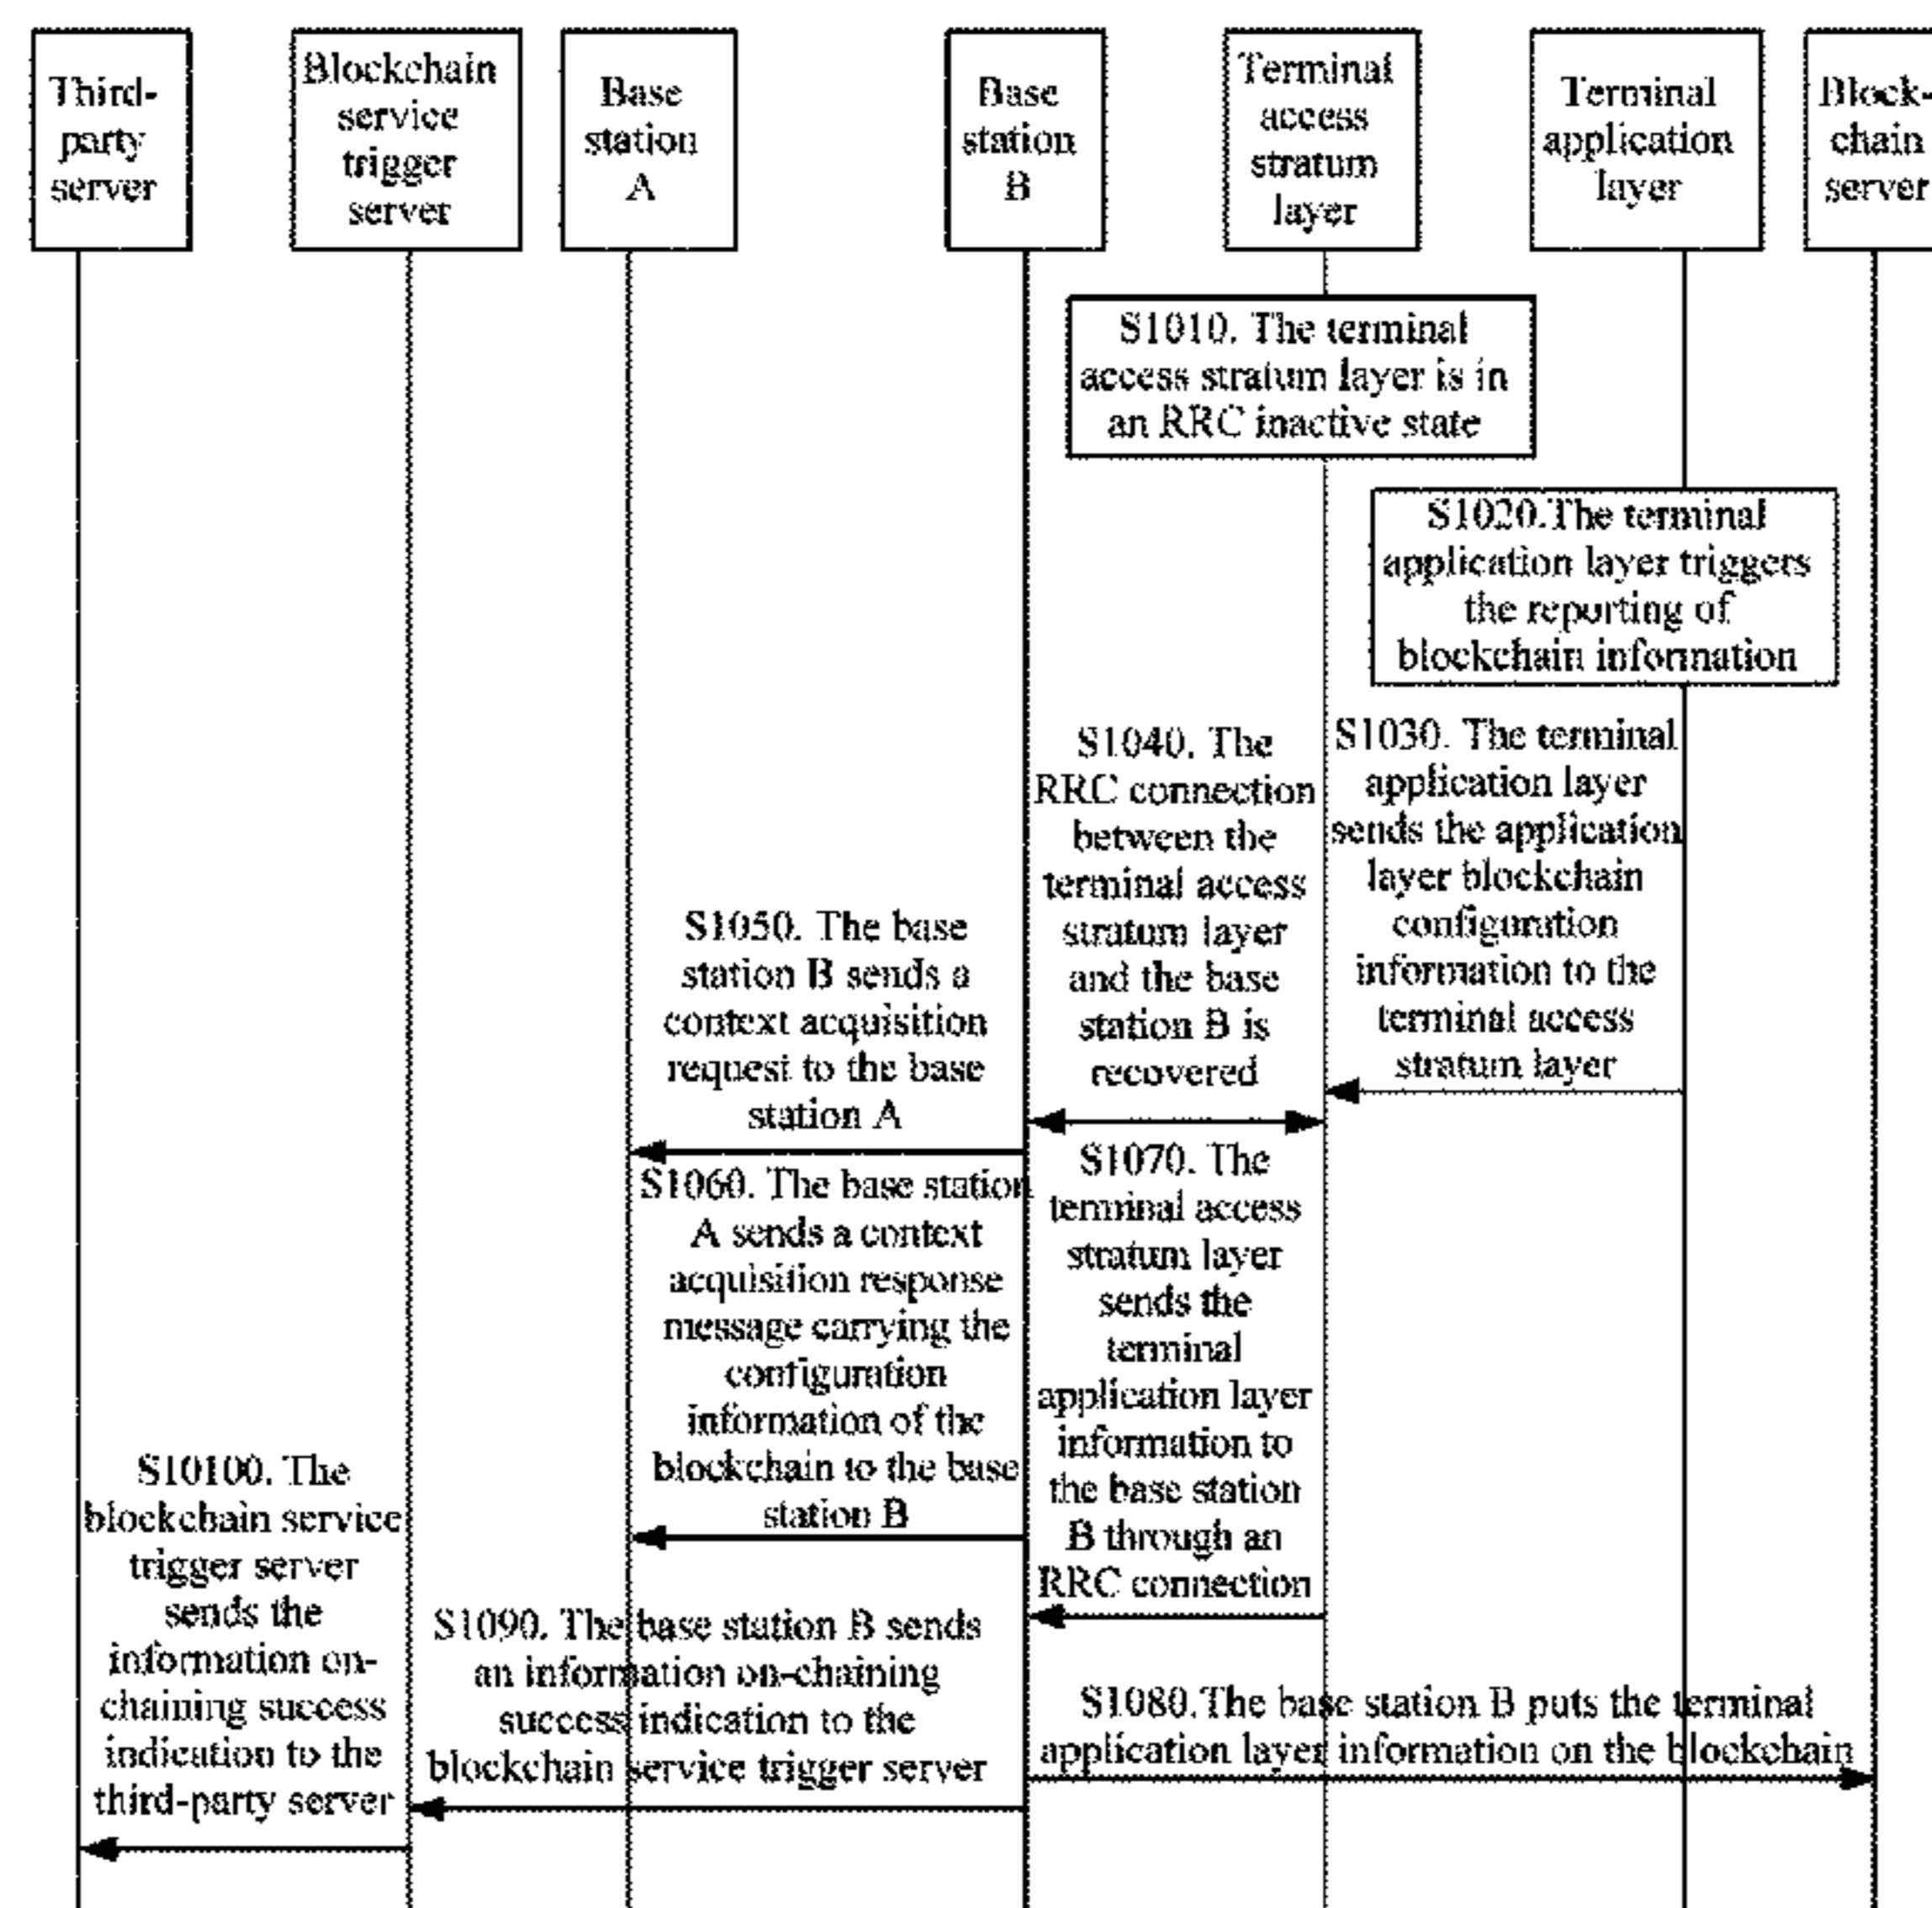 Third-
party
server
Blockchain
service
trigger
server
Base
station
A
Base
station
B
Terminal
access
stratum
layer
Terminal
application
layer
Block-
chain
server
S1010. The terminal
access stratum layer is in
an RRC inactive state
S1020.The terminal
application layer triggers
the reporting of
blockchain information
S1030. The terminal
application layer
sends the application
layer blockchain
configuration
information to the
terminal access
stratum layer
S1040. The
RRC connection
between the
terminal access
stratum layer
and the base
station B is
recovered
S1050. The base
station B sends a
context acquisition
request to the base
station A
S1060. The base station
A sends a context
acquisition response
message carrying the
configuration
information of the
blockchain to the base
station B
S1070. The
terminal access
stratum layer
sends the
terminal
application layer
information to
the base station
B through an
RRC connection
S1080.The base station B puts the terminal
application layer information on the blockchain
S1090. The base station B sends
an information on-chaining
success indication to the
blockchain service trigger server
S10100. The
blockchain service
trigger server
sends the
information on-
chaining success
indication to the
third-party server